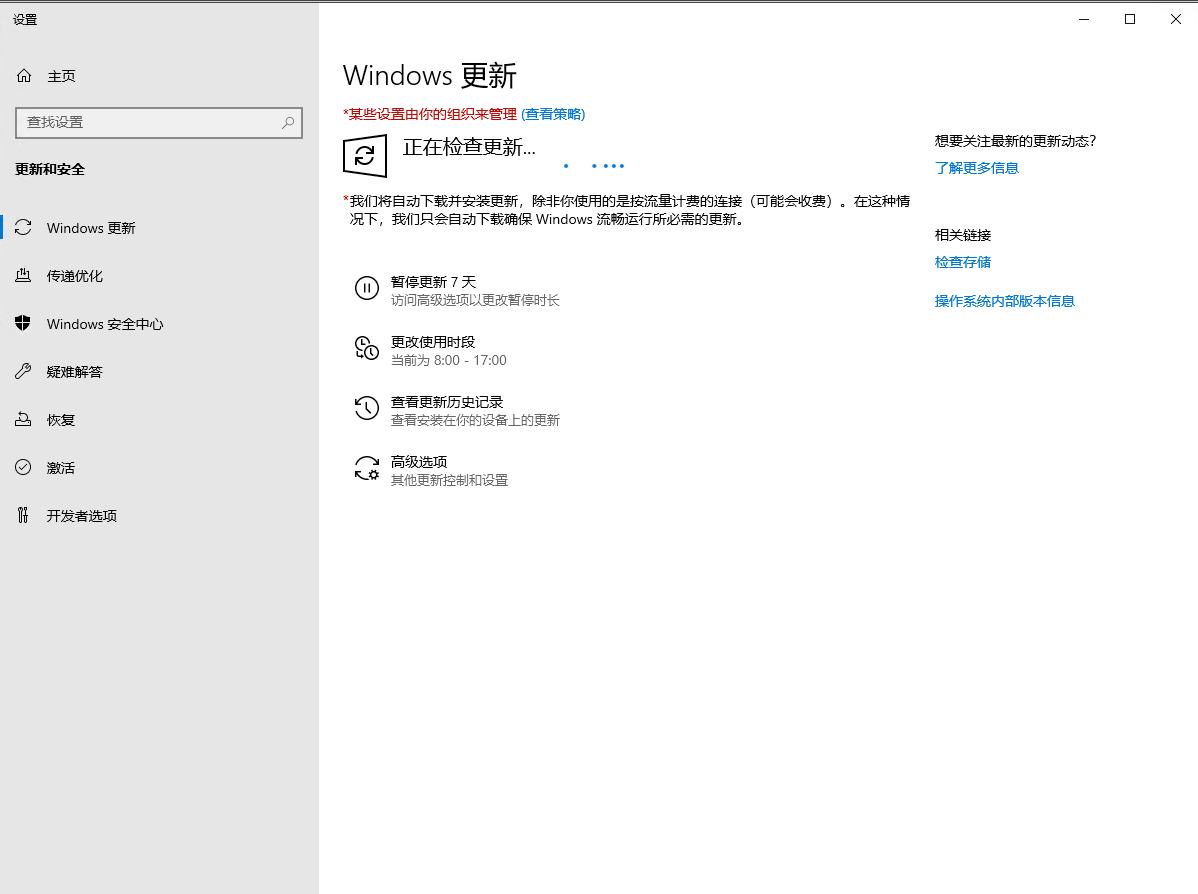 设置
主页
查找设置
更新和安全
Windows 更新
传递优化
Windows 安全中心
疑难解答
恢复
激活
开发者选项
Windows 更新
*某些设置由你的组织来管理 (查看策略)
正在检查更新...
*我们将自动下载并安装更新，除非你使用的是按流量计费的连接（可能会收费）。在这种情
况下，我们只会自动下载确保 Windows 流畅运行所必需的更新。
暂停更新 7 天
访问高级选项以更改暂停时长
更改使用时段
当前为 8:00 - 17:00
查看更新历史记录
查看安装在你的设备上的更新
高级选项
其他更新控制和设置
想要关注最新的更新动态?
了解更多信息
相关链接
检查存储
操作系统内部版本信息